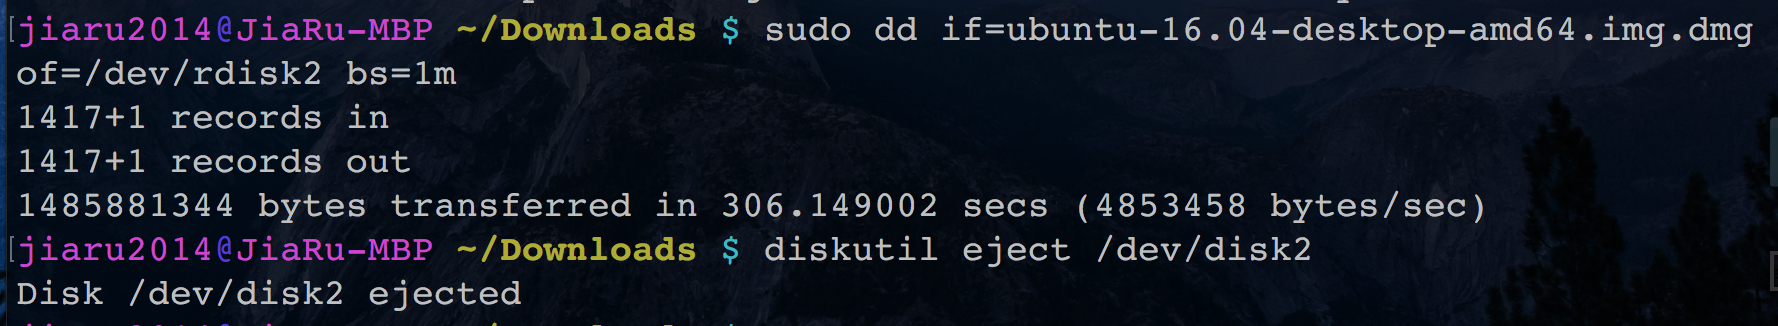 jiaru2014@JiaRu-MBP ~/Downloads $ sudo dd if=ubuntu-16.04-desktop-amd64.img.dmg
of=/dev/rdisk2 bs=1m
1417+1 records in
1417+1 records out
1485881344 bytes transferred in 306.149002 secs (4853458 bytes/sec)
jiaru2014@JiaRu-MBP ~/Downloads $ diskutil eject /dev/disk2
Disk /dev/disk2 ejected